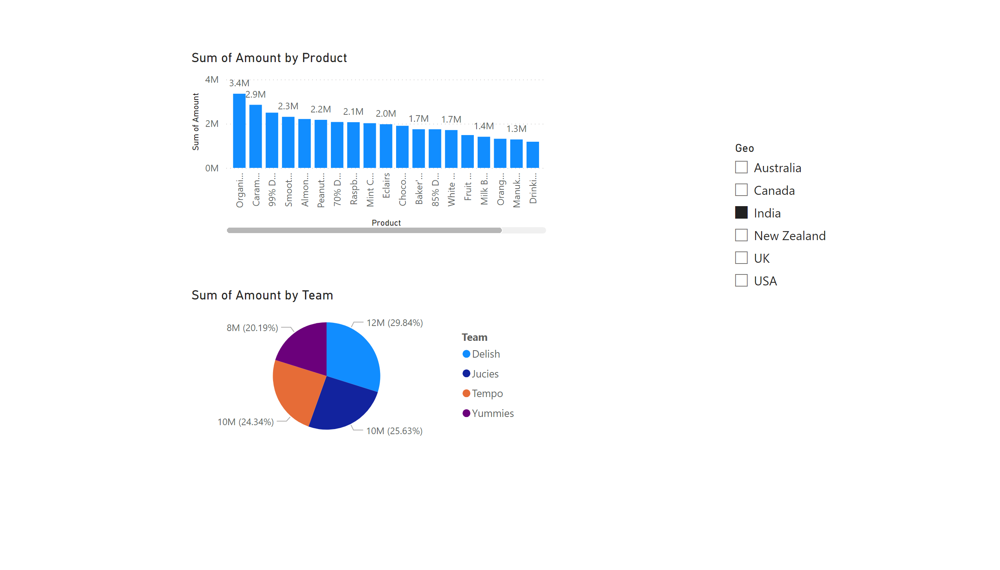 Sum of Amount by Product
4M
3.4M
2.9M
2.3M
2.2M
2.1M
2.0M
1.7M
1.7M
1.4M
1.3M
2M
0M
Sum of Amount
Organi...
Caram...
99% D...
Smoot...
Almon...
Peanut...
70% D...
Raspb...
Mint C...
Eclairs
Choco...
Baker'...
85% D...
White ...
Fruit ...
Milk B...
Orang...
Manuk...
Drinki...
Product
Geo
Australia
Canada
India
New Zealand
UK
USA
Sum of Amount by Team
12M (29.84%)
8M (20.19%)
10M (24.34%)
10M (25.63%)
Team
Delish
Jucies
Tempo
Yummies